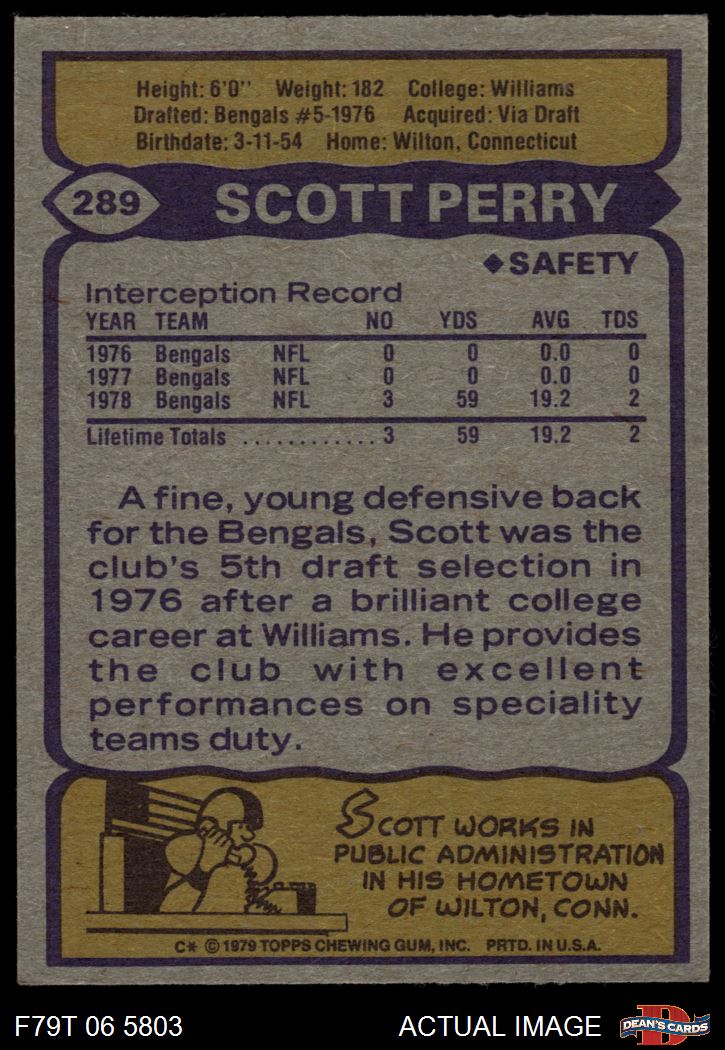 Height: 6'0" Weight: 182 College: Williams
Drafted: Bengals #5-1976 Acquired: Via Draft
Birthdate: 3-11-54 Home: Wilton, Connecticut
289 SCOTT PERRY
◆SAFETY
Interception Record
YEAR TEAM NO YDS AVG TDS
1976 Bengals NFL 0 0 0.0 0
1977 Bengals NFL 0 0 0.0 0
1978 Bengals NFL 3 59 19.2 2
Lifetime Totals ............ 3 59 19.2 2
A fine, young defensive back
for the Bengals, Scott was the
club's 5th draft selection in
1976 after a brilliant college
career at Williams. He provides
the club with excellent
performances on speciality
teams duty.
SCOTT WORKS IN
PUBLIC ADMINISTRATION
IN HIS HOMETOWN
OF WILTON, CONN.
C* © 1979 TOPPS CHEWING GUM, INC. PRTD. IN U.S.A.
F79T 06 5803 ACTUAL IMAGE D DEAN'S CARDS